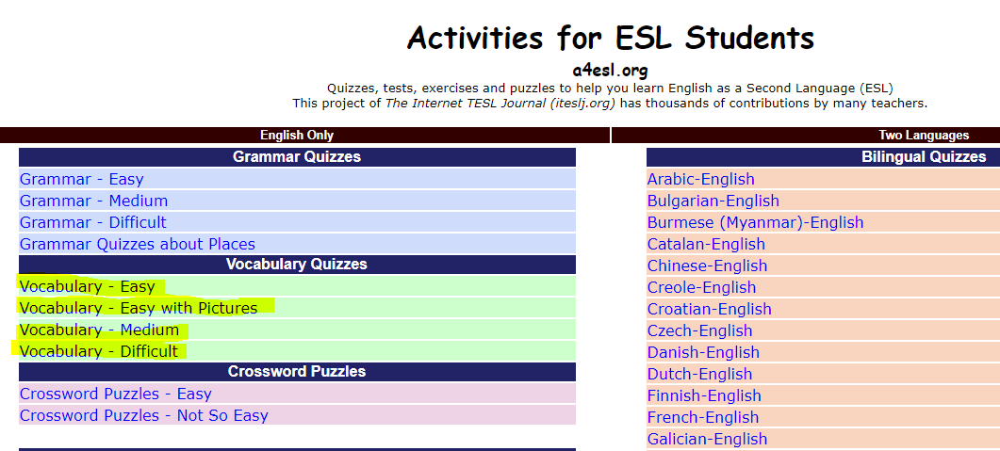 Activities for ESL Students
a4esl.org
Quizzes, tests, exercises and puzzles to help you learn English as a Second Language (ESL)
This project of The Internet TESL Journal (iteslj.org) has thousands of contributions by many teachers.
English Only
Grammar Quizzes
Grammar - Easy
Grammar - Medium
Grammar - Difficult
Grammar Quizzes about Places
Vocabulary Quizzes
Vocabulary - Easy
Vocabulary - Easy with Pictures
Vocabulary - Medium
Vocabulary - Difficult
Crossword Puzzles
Crossword Puzzles - Easy
Crossword Puzzles - Not So Easy
Two Languages
Bilingual Quizzes
Arabic-English
Bulgarian-English
Burmese (Myanmar)-English
Catalan-English
Chinese-English
Creole-English
Croatian-English
Czech-English
Danish-English
Dutch-English
Finnish-English
French-English
Galician-English